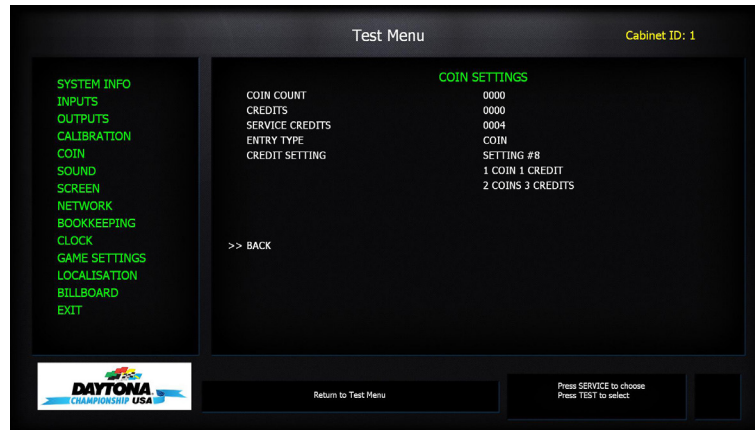 Test Menu
Cabinet ID: 1
SYSTEM INFO
INPUTS
OUTPUTS
CALIBRATION
COIN
SOUND
SCREEN
NETWORK
BOOKKEEPING
CLOCK
GAME SETTINGS
LOCALISATION
BILLBOARD
EXIT
COIN SETTINGS
COIN COUNT 0000
CREDITS 0000
SERVICE CREDITS 0004
ENTRY TYPE COIN
CREDIT SETTING SETTING #8
1 COIN 1 CREDIT
2 COINS 3 CREDITS
>> BACK
DAYTONA
CHAMPIONSHIP USA
Return to Test Menu
Press SERVICE to choose
Press TEST to select